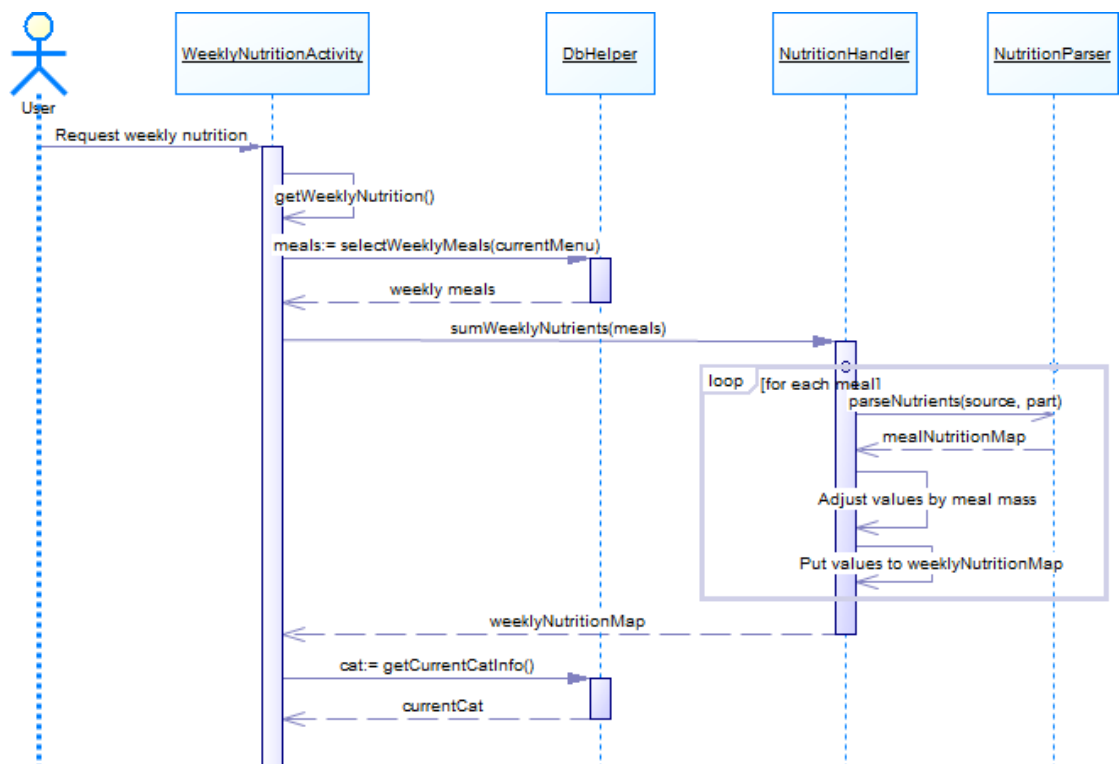 WeeklyNutritionActivity
DbHelper
NutritionHandler
NutritionParser
User
Request weekly nutrition
getWeeklyNutrition()
meals:= selectWeeklyMeals(currentMenu)
weekly meals
sumWeeklyNutrients(meals)
loop
[for each meal]
parseNutrients(source, part)
mealNutritionMap
Adjust values by meal mass
Put values to weeklyNutritionMap
weeklyNutritionMap
cat:= getCurrentCatInfo()
currentCat